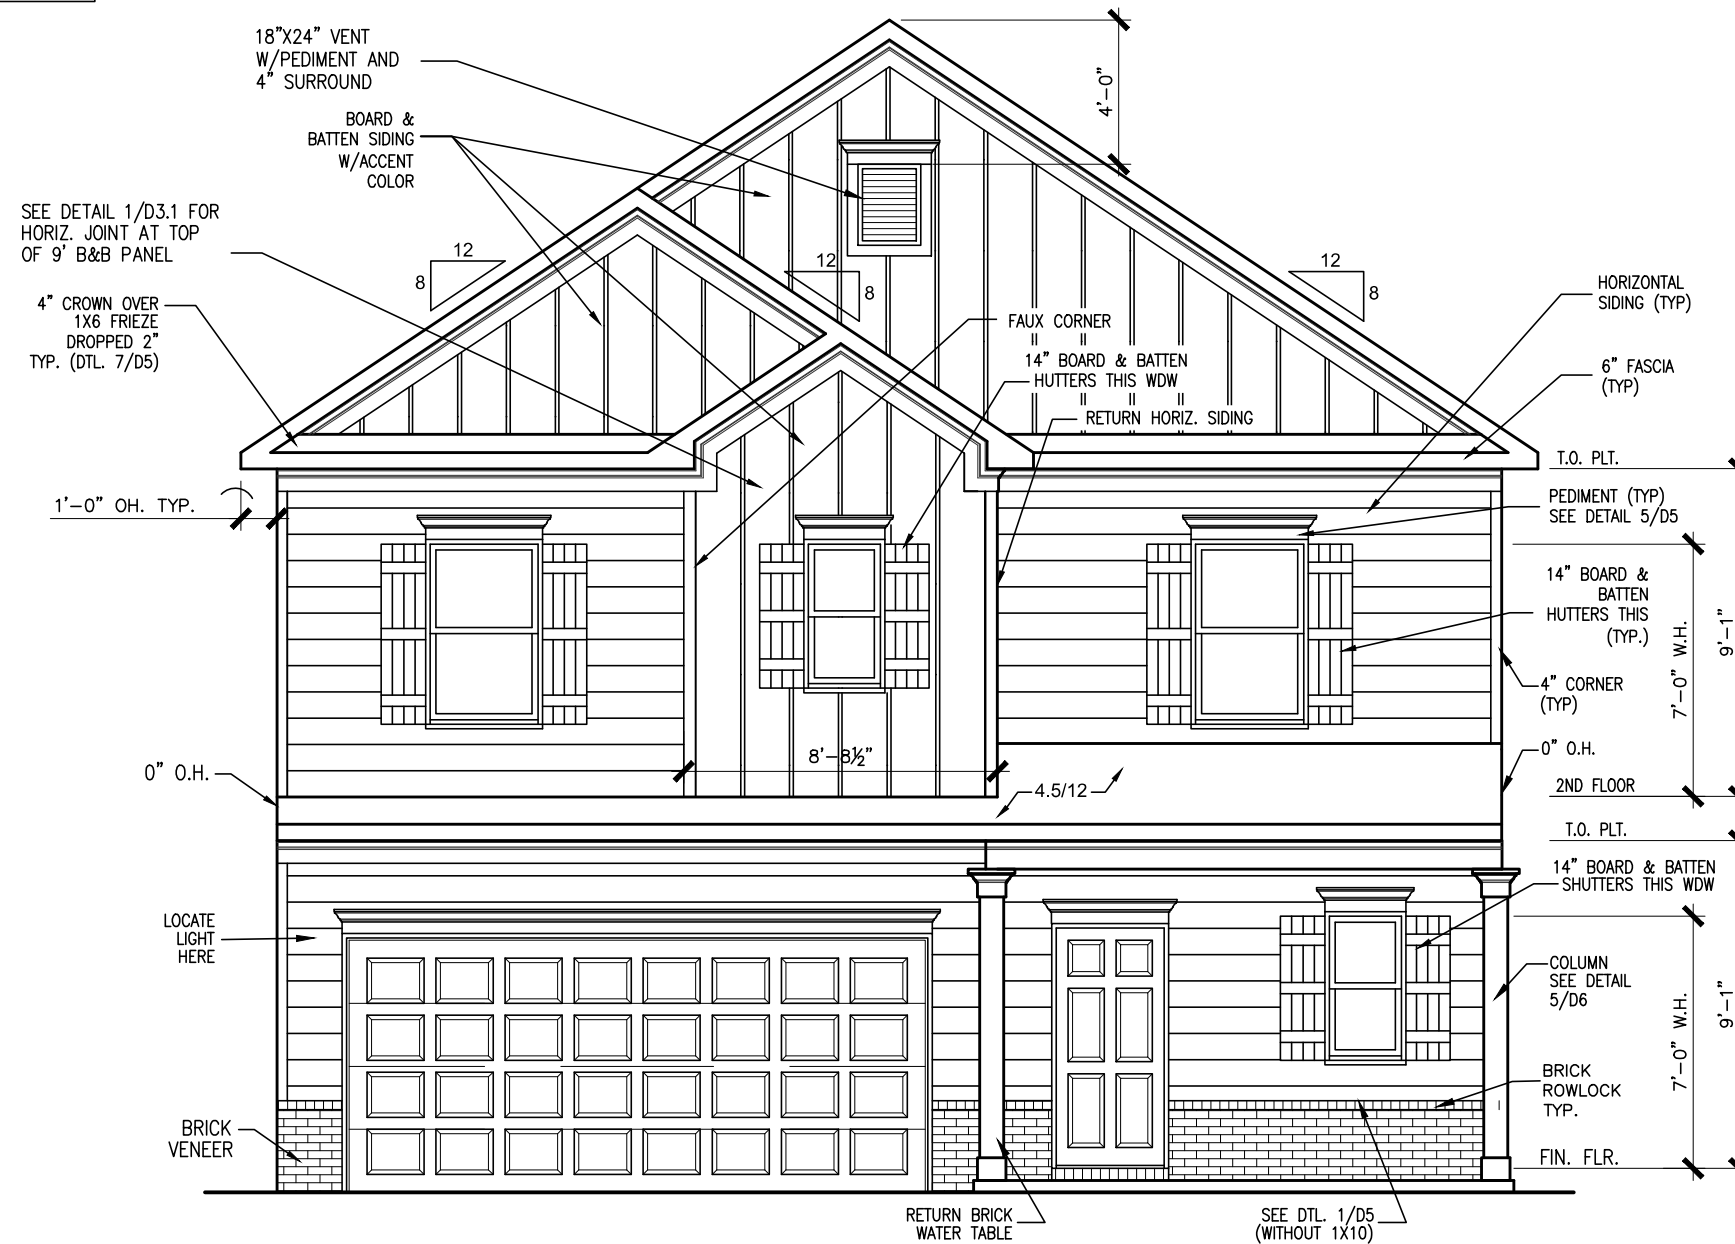 18"X24" VENT
W/PEDIMENT AND
4" SURROUND
4'-0"
BOARD &
BATTEN SIDING
W/ACCENT
COLOR
SEE DETAIL 1/D3.1 FOR
HORIZ. JOINT AT TOP
OF 9' B&B PANEL
12
8
12
8
12
8
4" CROWN OVER
1X6 FRIEZE
DROPPED 2"
TYP. (DTL. 7/D5)
FAUX CORNER
14" BOARD & BATTEN
HUTTERS THIS WDW
RETURN HORIZ. SIDING
HORIZONTAL
SIDING (TYP)
6" FASCIA
(TYP)
T.O. PLT.
1'-0" OH. TYP.
PEDIMENT (TYP)
SEE DETAIL 5/D5
14" BOARD &
BATTEN
HUTTERS THIS
(TYP.)
7'-0" W.H.
9'-1"
4" CORNER
(TYP)
8'-8½"
0" O.H.
4.5/12
0" O.H.
2ND FLOOR
T.O. PLT.
14" BOARD & BATTEN
SHUTTERS THIS WDW
LOCATE
LIGHT
HERE
COLUMN
SEE DETAIL
5/D6
7'-0" W.H.
9'-1"
BRICK
ROWLOCK
TYP.
BRICK
VENEER
FIN. FLR.
RETURN BRICK
WATER TABLE
SEE DTL. 1/D5
(WITHOUT 1X10)